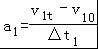 a₁ = (v₁t − v₁₀) / △t₁